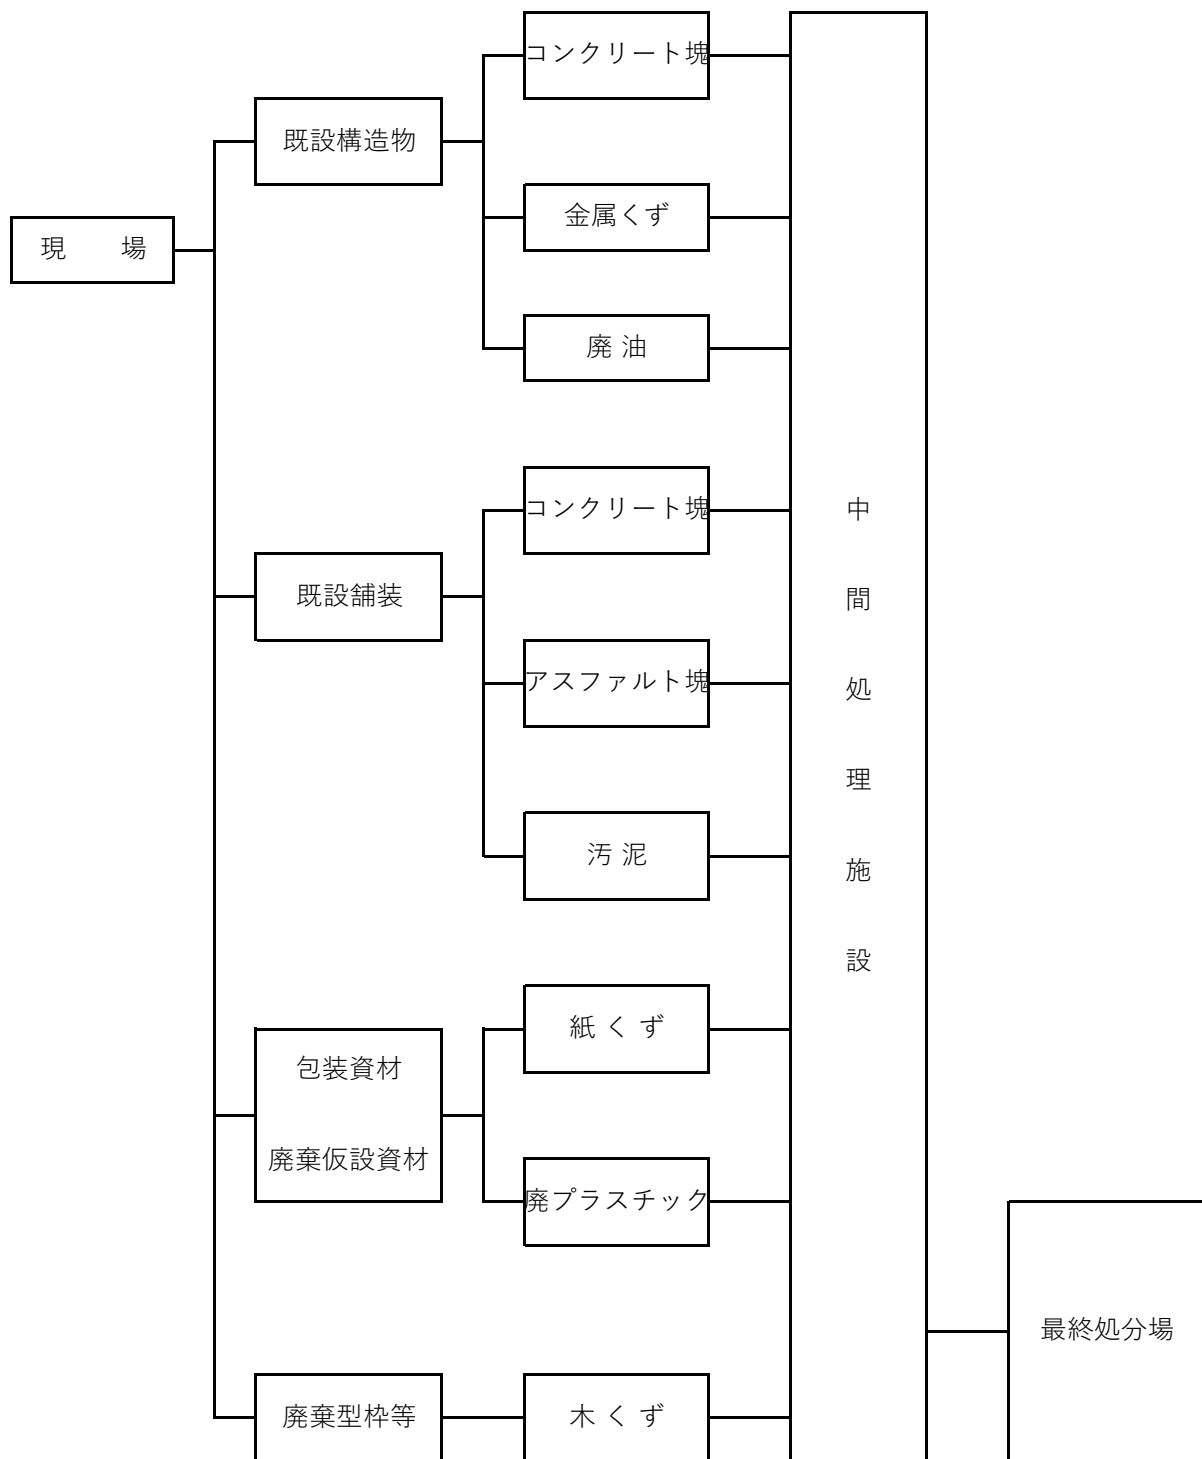 コンクリート塊
既設構造物
金属くず
現　　場
廃 油
コンクリート塊
既設舗装
アスファルト塊
汚 泥
中間処理施設
紙 く ず
包装資材
廃棄仮設資材
廃プラスチック
最終処分場
廃棄型枠等
木 く ず